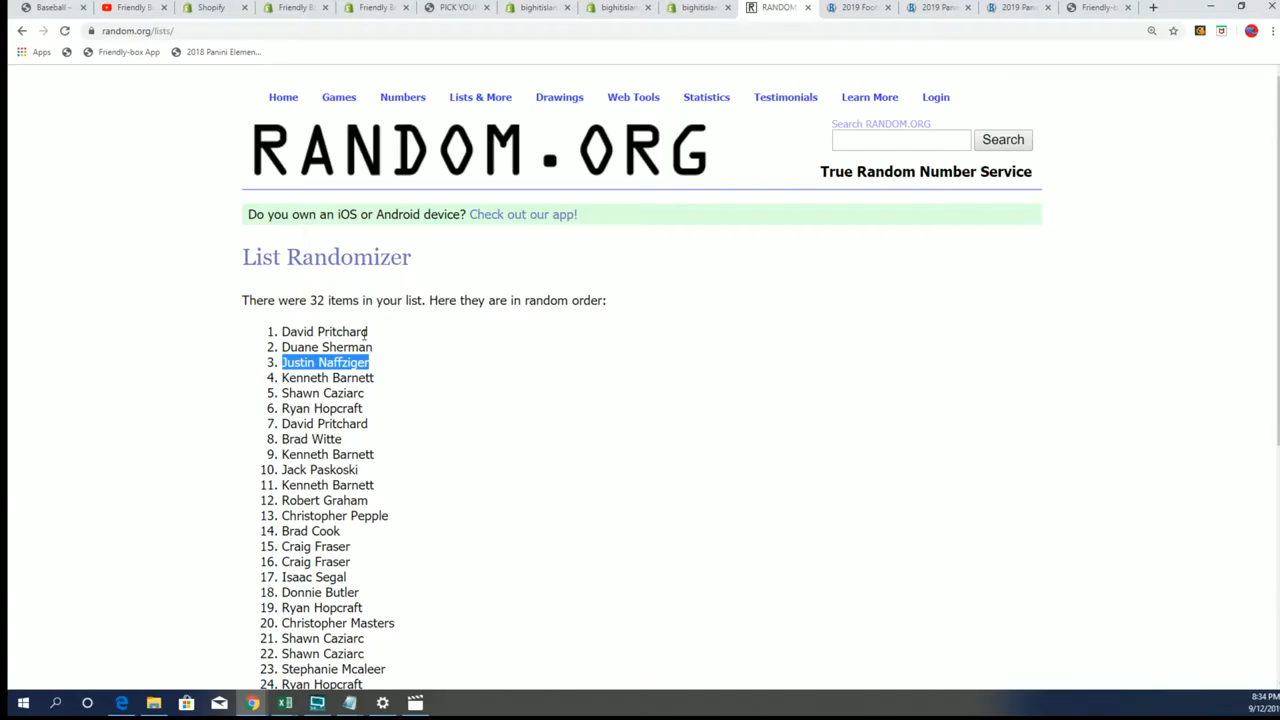 Baseball -
Friendly B
Shopify
Friendly B
Friendly B
PICK YOU
bighitislan
bighitislan
bighitislan
RANDOM
2019 Foo
2019 Pani
2019 Pani
Friendly-b
random.org/lists/
Apps
Friendly-box App
2018 Panini Elemen...
Home
Games
Numbers
Lists & More
Drawings
Web Tools
Statistics
Testimonials
Learn More
Login
RANDOM.ORG
Search RANDOM.ORG
Search
True Random Number Service
Do you own an iOS or Android device? Check out our app!
List Randomizer
There were 32 items in your list. Here they are in random order:
1. David Pritchard
2. Duane Sherman
3. Justin Naffziger
4. Kenneth Barnett
5. Shawn Caziarc
6. Ryan Hopcraft
7. David Pritchard
8. Brad Witte
9. Kenneth Barnett
10. Jack Paskoski
11. Kenneth Barnett
12. Robert Graham
13. Christopher Pepple
14. Brad Cook
15. Craig Fraser
16. Craig Fraser
17. Isaac Segal
18. Donnie Butler
19. Ryan Hopcraft
20. Christopher Masters
21. Shawn Caziarc
22. Shawn Caziarc
23. Stephanie Mcaleer
24. Ryan Hopcraft
8:34 PM
9/12/201